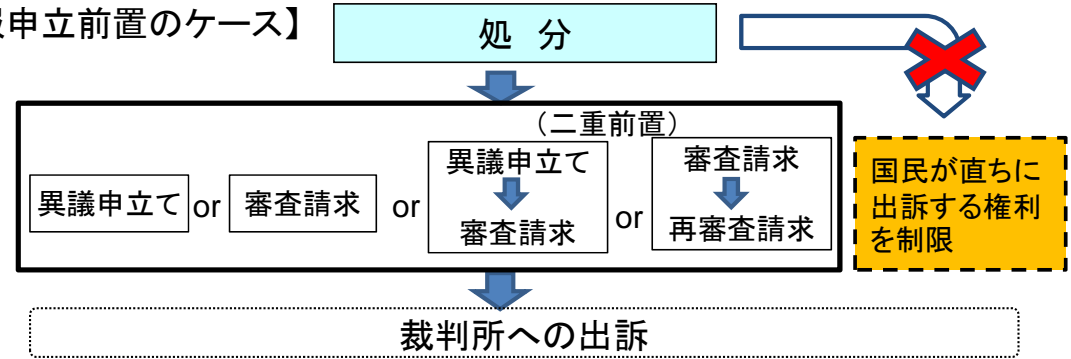 申立前置のケース】
処 分
（二重前置）
異議申立て or 審査請求 or 異議申立て 審査請求 or 審査請求 再審査請求
国民が直ちに
出訴する権利
を制限
裁判所への出訴